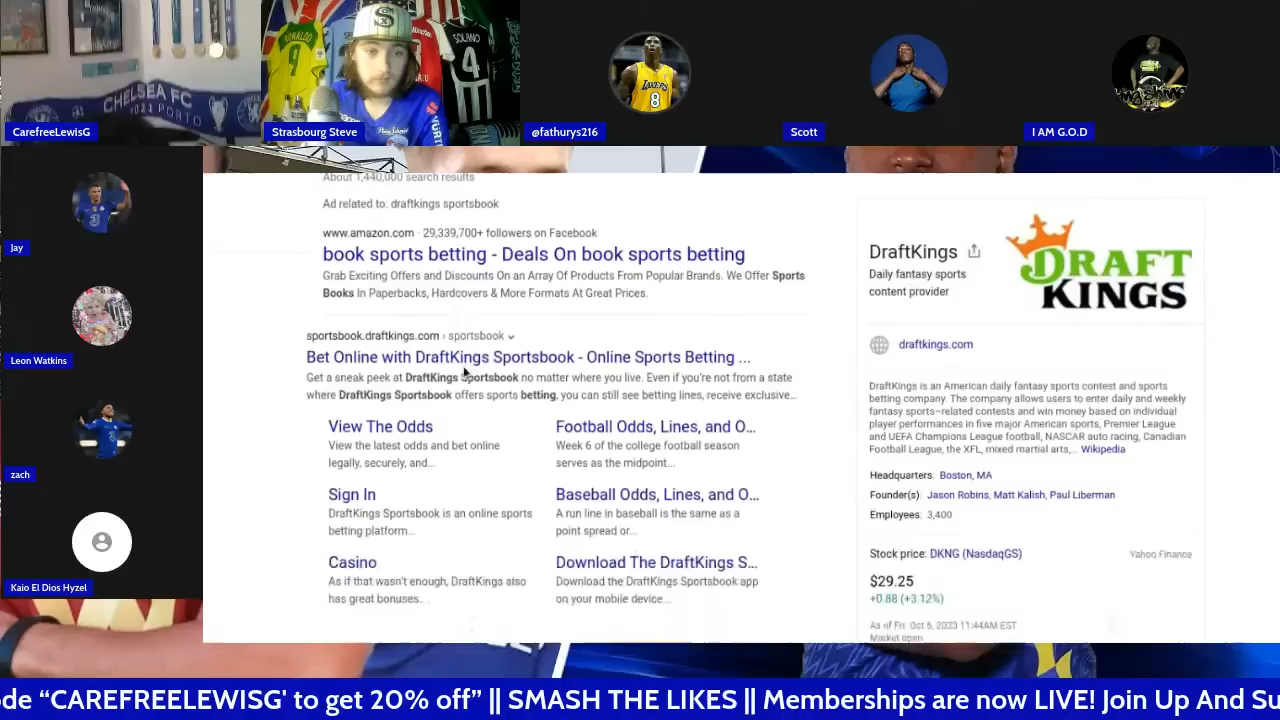 RONALDO
9
SOLANO
4
LAKERS
8
CHELSEA FC
PORTO
CarefreeLewisG
Strasbourg Steve
@fathurys216
Scott
I AM G.O.D
Jay
Leon Watkins
zach
Kaio El Dios Hyzel
About 1,440,000 search results
Ad related to: draftkings sportsbook
www.amazon.com · 29,339,700+ followers on Facebook
book sports betting - Deals On book sports betting
Grab Exciting Offers and Discounts On an Array Of Products From Popular Brands. We Offer Sports
Books In Paperbacks, Hardcovers & More Formats At Great Prices.
sportsbook.draftkings.com › sportsbook
Bet Online with DraftKings Sportsbook - Online Sports Betting ...
Get a sneak peek at DraftKings Sportsbook no matter where you live. Even if you're not from a state
where DraftKings Sportsbook offers sports betting, you can still see betting lines, receive exclusive...
View The Odds
View the latest odds and bet online
legally, securely, and...
Football Odds, Lines, and O...
Week 6 of the college football season
serves as the midpoint...
Sign In
DraftKings Sportsbook is an online sports
betting platform...
Baseball Odds, Lines, and O...
A run line in baseball is the same as a
point spread or...
Casino
As if that wasn't enough, DraftKings also
has great bonuses...
Download The DraftKings S...
Download the DraftKings Sportsbook app
on your mobile device...
DraftKings
Daily fantasy sports
content provider
DRAFT
KINGS
draftkings.com
DraftKings is an American daily fantasy sports contest and sports
betting company. The company allows users to enter daily and weekly
fantasy sports–related contests and win money based on individual
player performances in five major American sports, Premier League
and UEFA Champions League football, NASCAR auto racing, Canadian
Football League, the XFL, mixed martial arts,... Wikipedia
Headquarters: Boston, MA
Founder(s): Jason Robins, Matt Kalish, Paul Liberman
Employees: 3,400
Stock price: DKNG (NasdaqGS)
Yahoo Finance
$29.25
+0.88 (+3.12%)
As of Fri, Oct 6, 2033 11:44AM EST
Market open
ode “CAREFREELEWISG' to get 20% off” || SMASH THE LIKES || Memberships are now LIVE! Join Up And Su